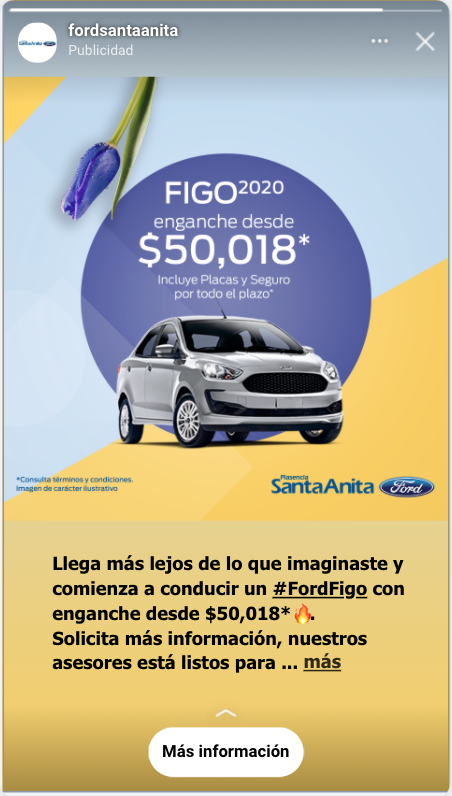 fordsantaanita
Publicidad
FIGO2020
enganche desde
$50,018*
Incluye Placas y Seguro
por todo el plazo*
*Consulta términos y condiciones.
Imagen de carácter ilustrativo
Plasencia
SantaAnita Ford
Llega más lejos de lo que imaginaste y
comienza a conducir un #FordFigo con
enganche desde $50,018*🔥.
Solicita más información, nuestros
asesores está listos para ... más
Más información